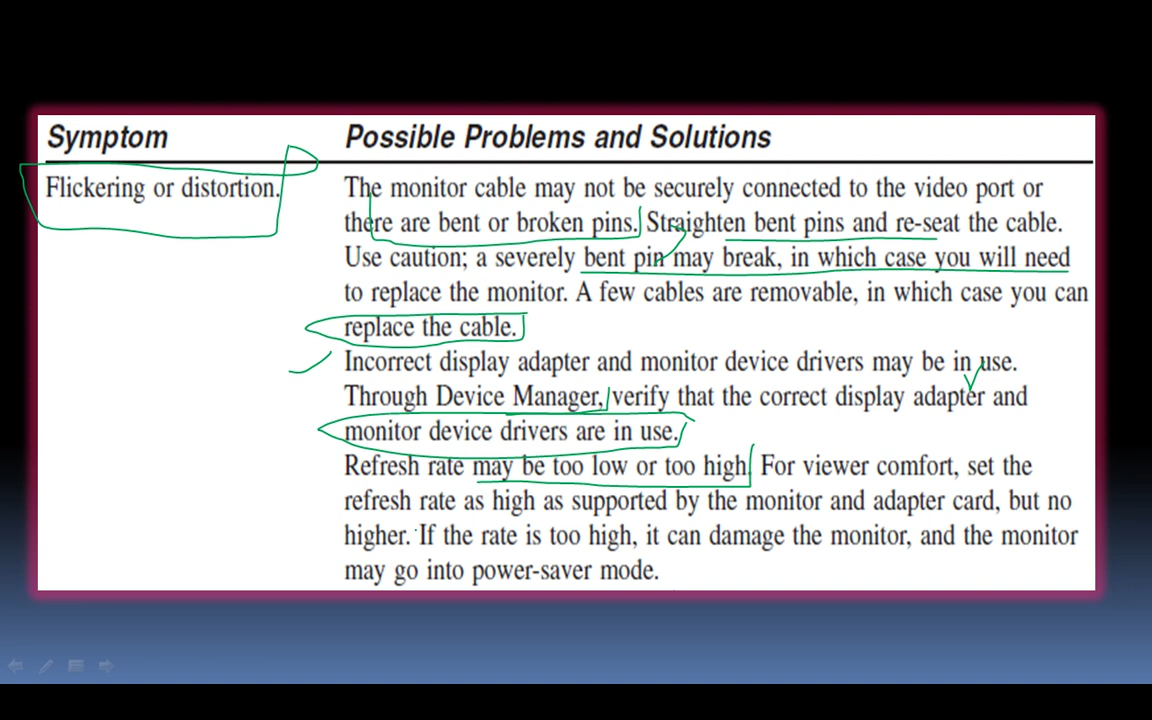 Symptom Possible Problems and Solutions
Flickering or distortion. The monitor cable may not be securely connected to the video port or
there are bent or broken pins. Straighten bent pins and re-seat the cable.
Use caution; a severely bent pin may break, in which case you will need
to replace the monitor. A few cables are removable, in which case you can
replace the cable.
Incorrect display adapter and monitor device drivers may be in use.
Through Device Manager, verify that the correct display adapter and
monitor device drivers are in use.
Refresh rate may be too low or too high. For viewer comfort, set the
refresh rate as high as supported by the monitor and adapter card, but no
higher. If the rate is too high, it can damage the monitor, and the monitor
may go into power-saver mode.